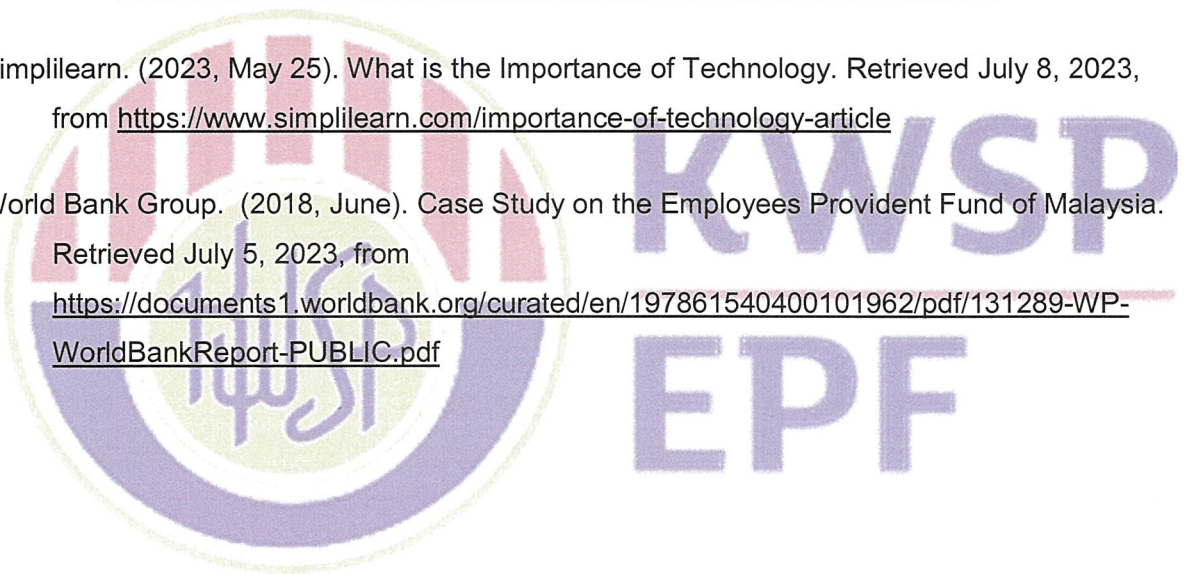 implilearn. (2023, May 25). What is the Importance of Technology. Retrieved July 8, 2023,
from https://www.simplilearn.com/importance-of-technology-article
orld Bank Group. (2018, June). Case Study on the Employees Provident Fund of Malaysia.
Retrieved July 5, 2023, from
https://documents1.worldbank.org/curated/en/197861540400101962/pdf/131289-WP-
WorldBankReport-PUBLIC.pdf
KWSP
EPF
KWSP